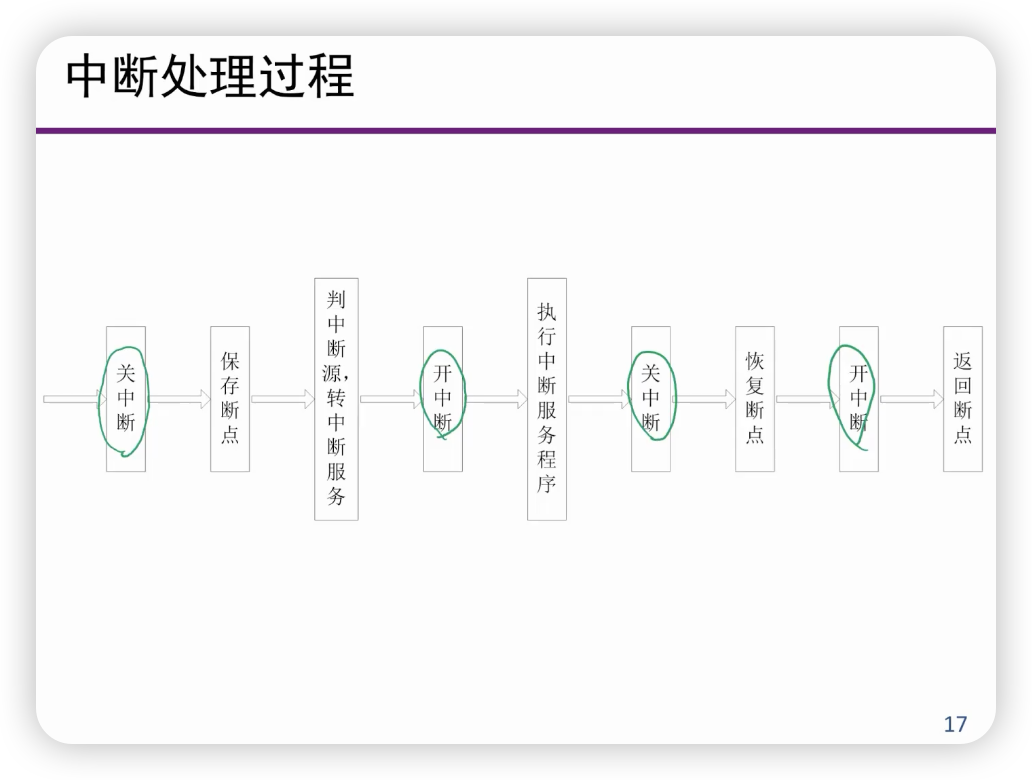 中断处理过程
关中断
保存断点
判中断源，转中断服务
开中断
执行中断服务程序
关中断
恢复断点
开中断
返回断点
17